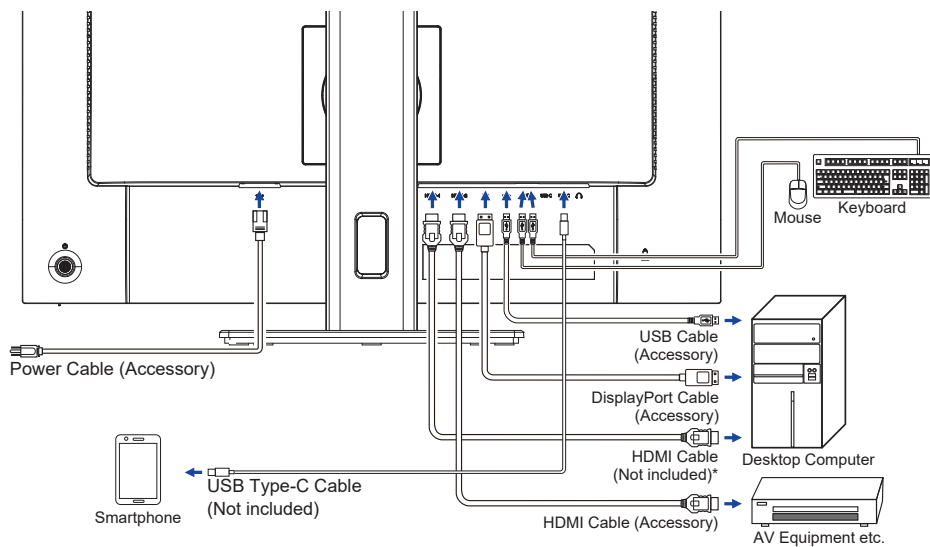 Mouse
Keyboard
USB Cable
(Accessory)
Power Cable (Accessory)
DisplayPort Cable
(Accessory)
HDMI Cable
(Not included)*
Desktop Computer
USB Type-C Cable
(Not included)
Smartphone
HDMI Cable (Accessory)
AV Equipment etc.